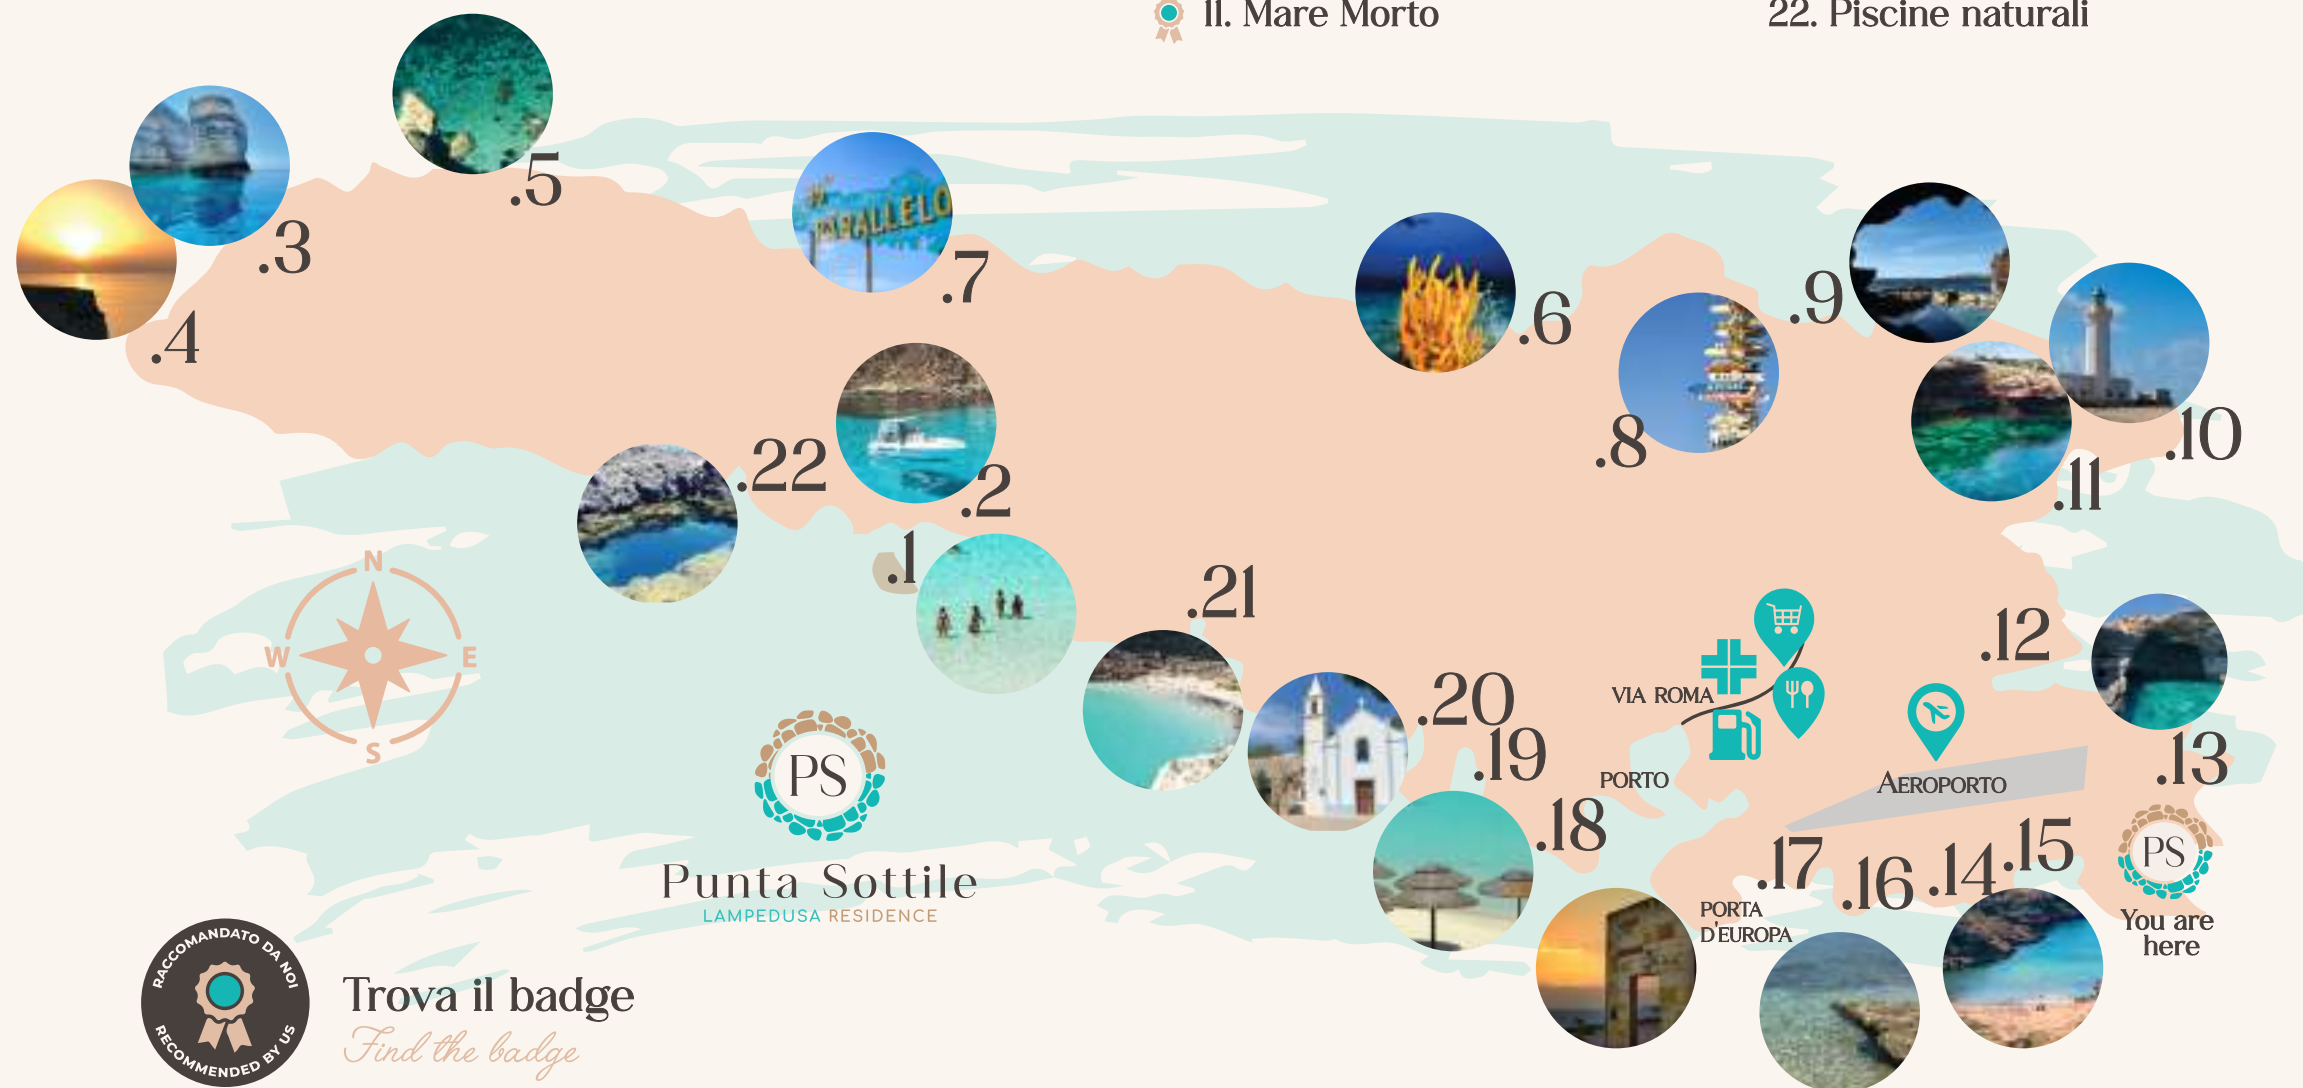 11. Mare Morto
22. Piscine naturali
.5
.3
PARALLELO
.7
.4
.6
.9
.8
.10
.11
.22
.2
.1
.21
.12
N
W
E
S
VIA ROMA
.20
.19
.13
PORTO
AEROPORTO
.18
.17
.16
.14
.15
PS
Punta Sottile
LAMPEDUSA RESIDENCE
PORTA
D'EUROPA
PS
You are
here
RACCOMANDATO DA NOI
RECOMMENDED BY US
Trova il badge
Find the badge